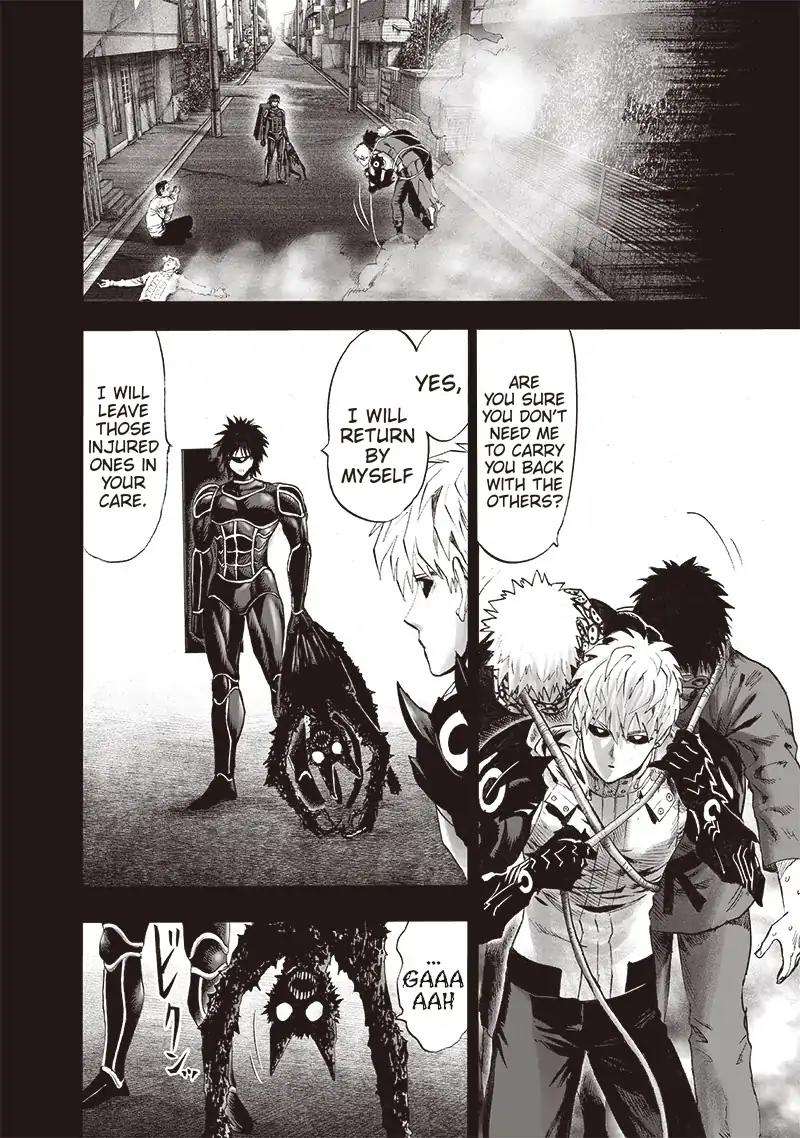 ARE
YOU SURE
YOU DON'T
NEED ME
TO CARRY
YOU BACK
WITH THE
OTHERS?
YES,
I WILL
RETURN
BY
MYSELF
I WILL
LEAVE
THOSE
INJURED
ONES IN
YOUR
CARE.
...
GAAA
AAH
ビクンッ